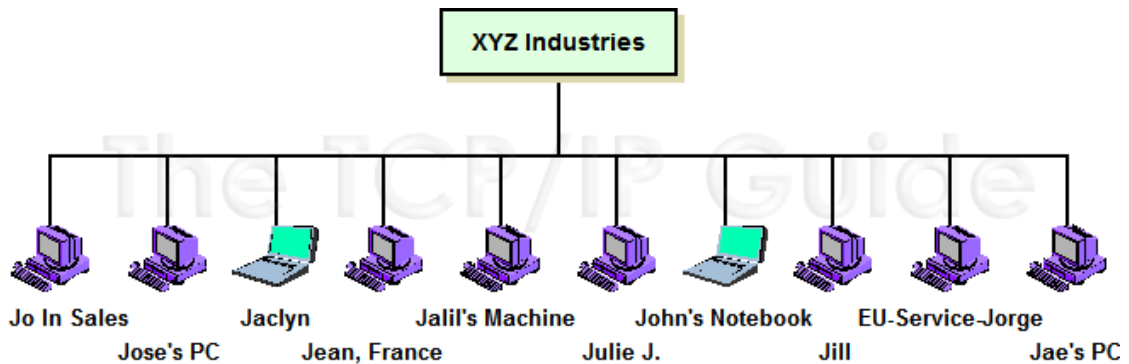 XYZ Industries
The TCP/IP Guide
Jo In Sales
Jaclyn
Jalil's Machine
John's Notebook
EU-Service-Jorge
Jose's PC
Jean, France
Julie J.
Jill
Jae's PC